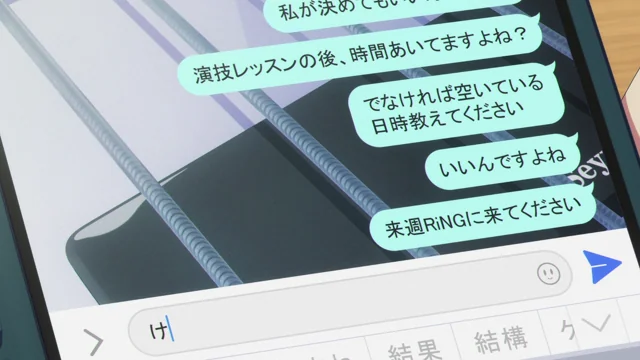 私が決めてもいい
演技レッスンの後、時間あいてますよね？
でなければ空いている
日時教えてください
いいんですよね
来週RiNGに来てください
け
結果 結構